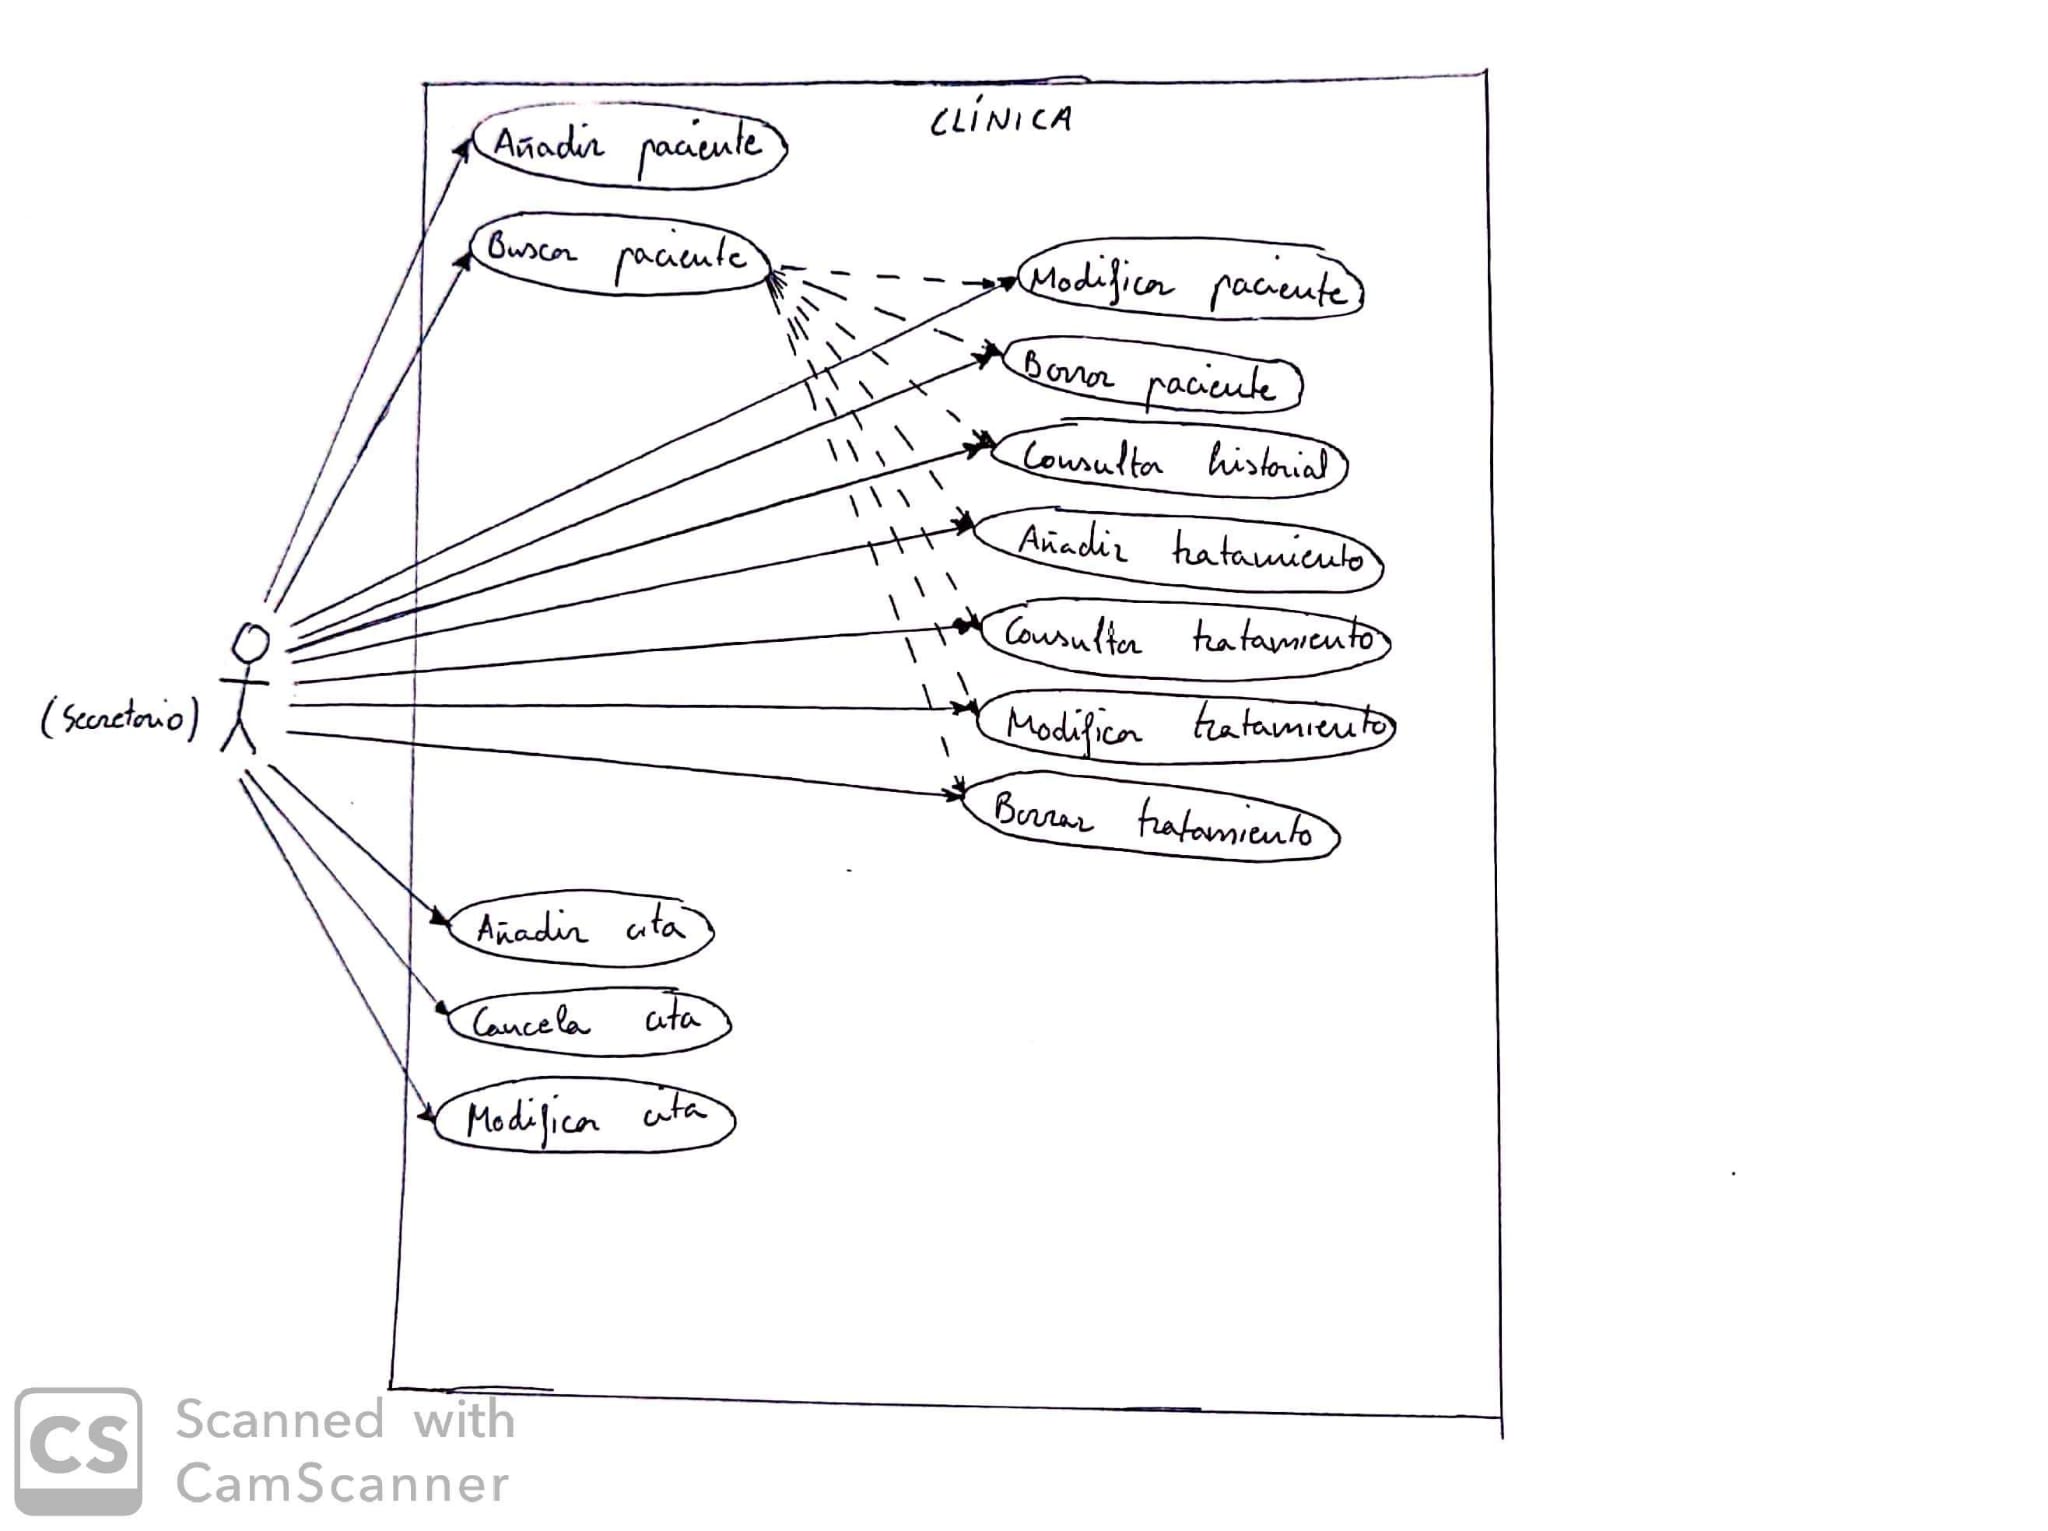 CLÍNICA
Añadir paciente
Buscar paciente
Modificar paciente
Borrar paciente
Consultar historial
Añadir tratamiento
Consultar tratamiento
(Secretario)
Modificar tratamiento
Borrar tratamiento
Añadir cita
Cancela cita
Modificar cita
CS
Scanned with
CamScanner